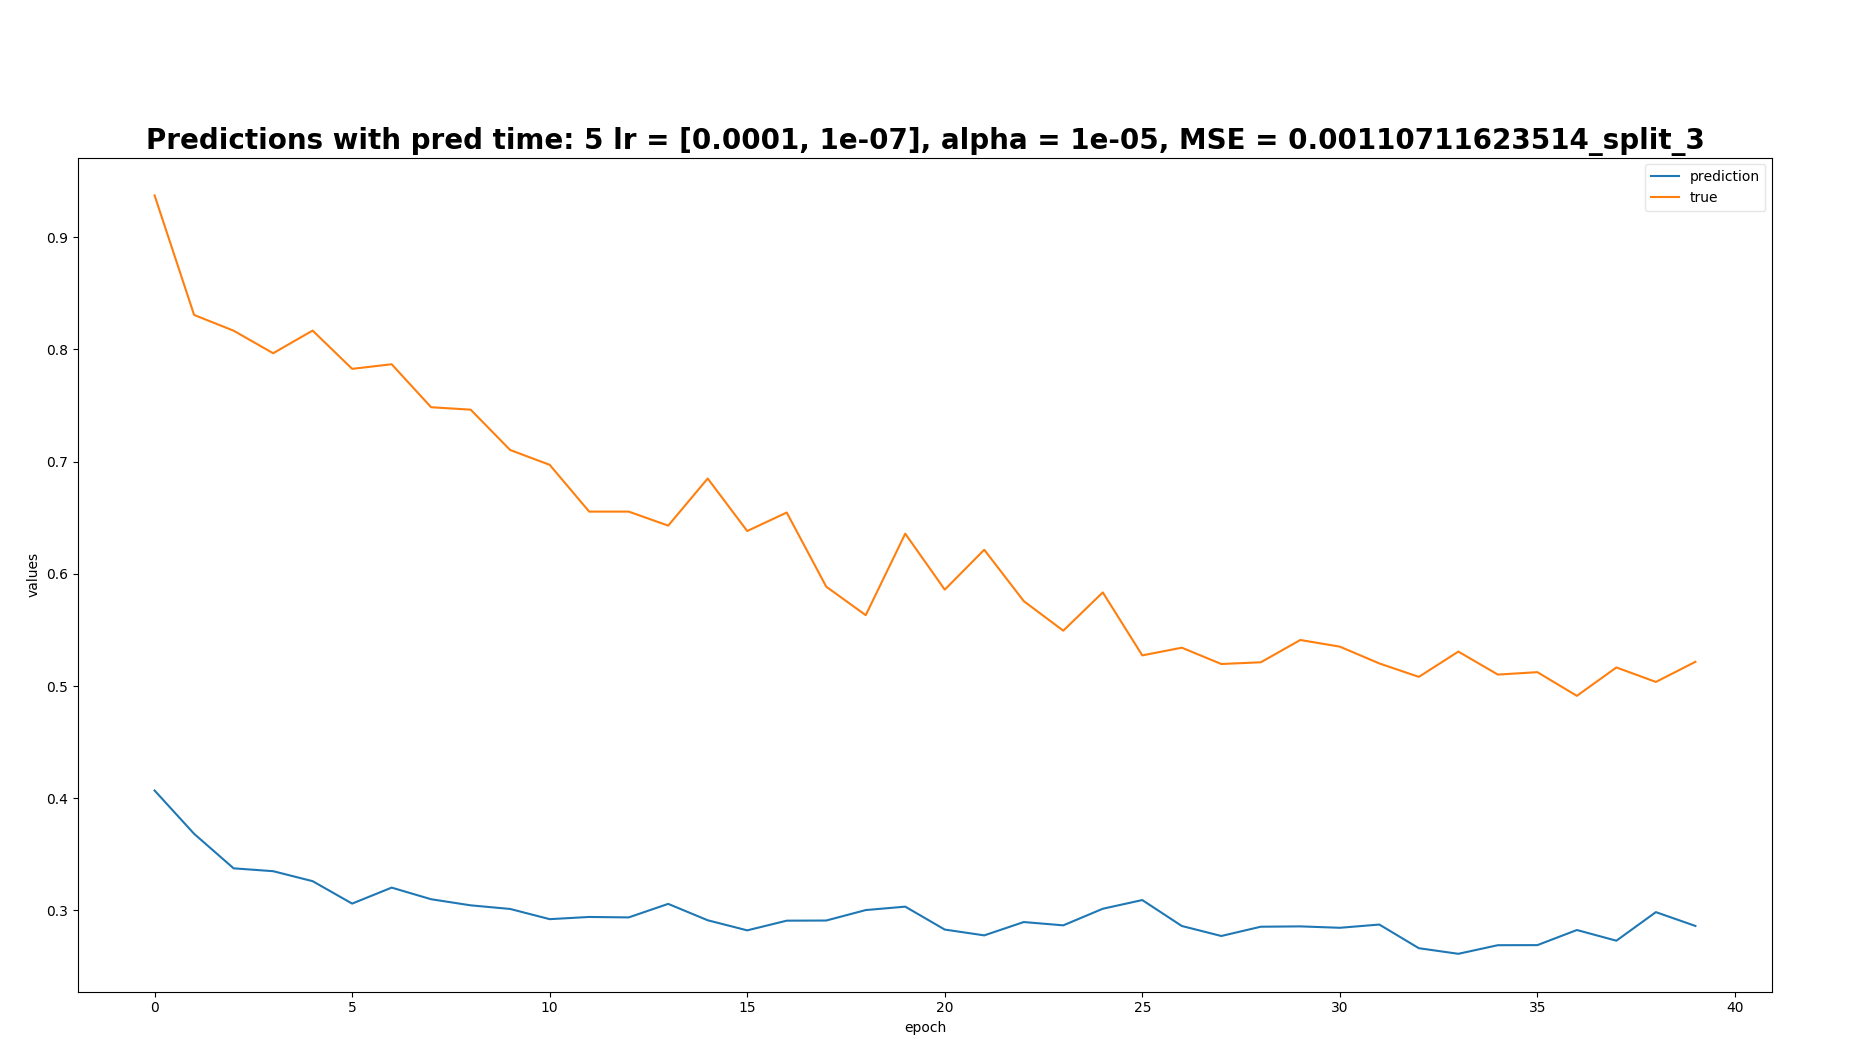 Predictions with pred time: 5 lr = [0.0001, 1e-07], alpha = 1e-05, MSE = 0.00110711623514_split_3
prediction
true
0.9
0.8
0.7
0.6
0.5
0.4
0.3
values
0 5 10 15 20 25 30 35 40
epoch